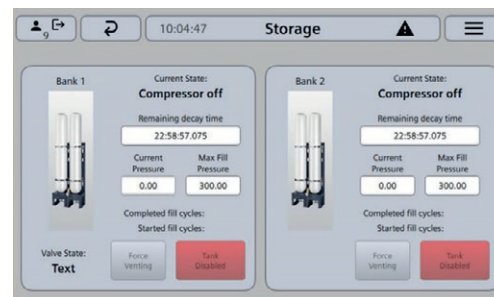 9
10:04:47
Storage
Bank 1
Current State:
Compressor off
Remaining decay time
22:58:57.075
Current Pressure
Max Fill Pressure
0.00
300.00
Completed fill cycles:
Started fill cycles:
Valve State:
Text
Force Venting
Tank Disabled
Bank 2
Current State:
Compressor off
Remaining decay time
22:58:57.075
Current Pressure
Max Fill Pressure
0.00
300.00
Completed fill cycles:
Started fill cycles:
Force Venting
Tank Disabled